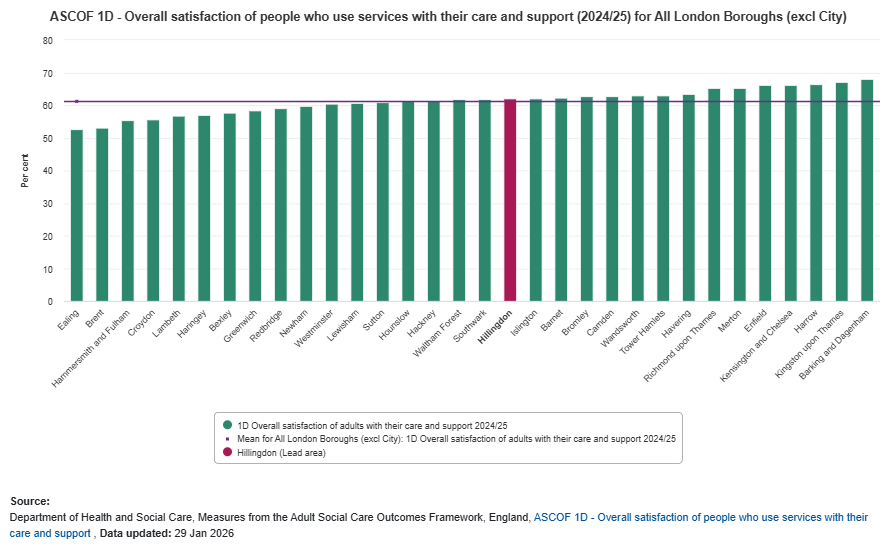 ASCOF 1D - Overall satisfaction of people who use services with their care and support (2024/25) for All London Boroughs (excl City)
80
70
60
50
40
30
20
10
0
Per cent
Ealing
Brent
Hammersmith and Fulham
Croydon
Lambeth
Haringey
Bexley
Greenwich
Redbridge
Newham
Westminster
Lewisham
Sutton
Hounslow
Hackney
Waltham Forest
Southwark
Hillingdon
Islington
Barnet
Bromley
Camden
Wandsworth
Tower Hamlets
Havering
Richmond upon Thames
Merton
Enfield
Kensington and Chelsea
Harrow
Kingston upon Thames
Barking and Dagenham
1D Overall satisfaction of adults with their care and support 2024/25
Mean for All London Boroughs (excl City): 1D Overall satisfaction of adults with their care and support 2024/25
Hillingdon (Lead area)
Source:
Department of Health and Social Care, Measures from the Adult Social Care Outcomes Framework, England, ASCOF 1D - Overall satisfaction of people who use services with their
care and support , Data updated: 29 Jan 2026